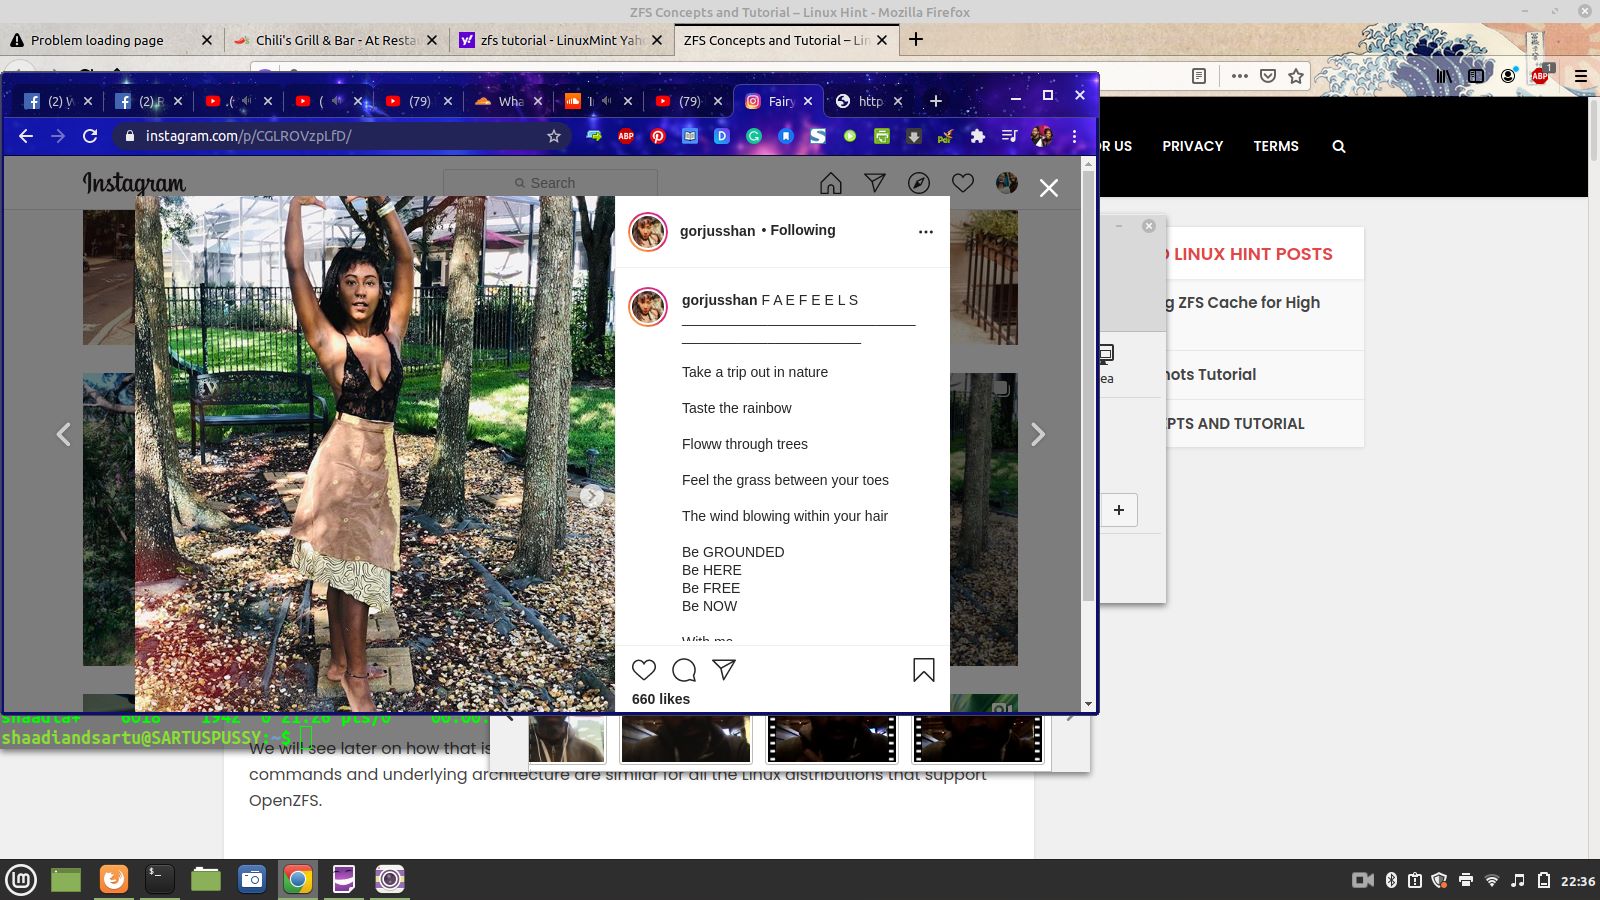 ZFS Concepts and Tutorial – Linux Hint - Mozilla Firefox
Problem loading page
Chili's Grill & Bar - At Resta
zfs tutorial - LinuxMint Yah
ZFS Concepts and Tutorial – Lin
(2) W
(2) R
(79)
Wha
(79)
Fairy
http
ABP
1
instagram.com/p/CGLROVzpLfD/
ABP
OR US
PRIVACY
TERMS
Instagram
Search
gorjusshan • Following
gorjusshan F A E F E E L S
Take a trip out in nature
Taste the rainbow
Floww through trees
Feel the grass between your toes
The wind blowing within your hair
Be GROUNDED
Be HERE
Be FREE
Be NOW
With me
660 likes
LINUX HINT POSTS
g ZFS Cache for High
hots Tutorial
EPTS AND TUTORIAL
ea
shaadia+ 6018 1942 0 21:26 pts/0 00:00:
shaadiandsartu@SARTUSPUSSY:~$
We will see later on how that is
commands and underlying architecture are similar for all the Linux distributions that support
OpenZFS.
22:36